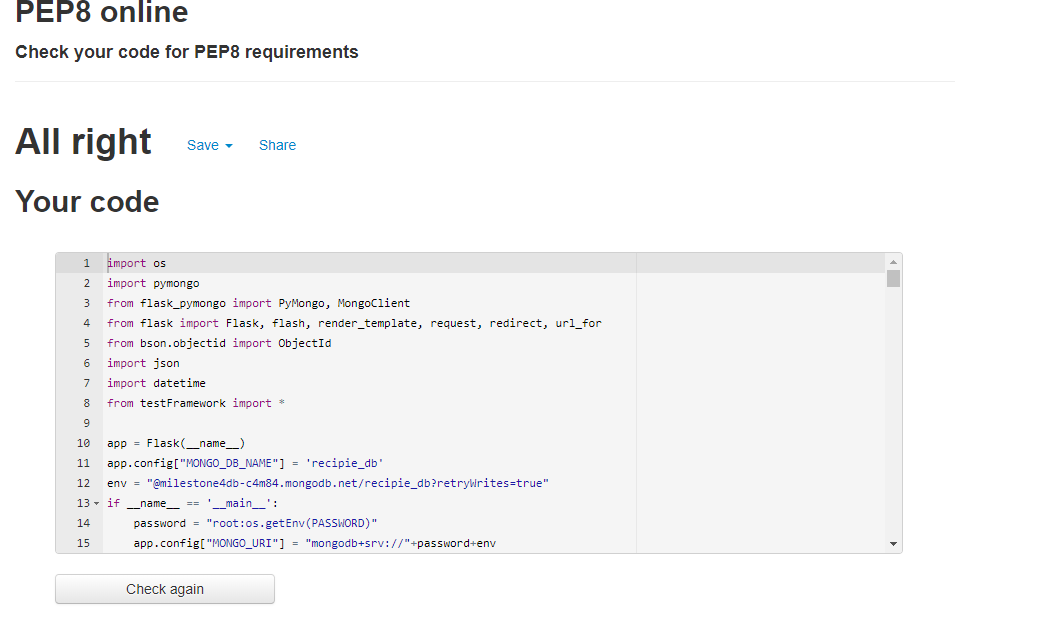 PEP8 online
Check your code for PEP8 requirements
All right Save Share
Your code
1 import os
2 import pymongo
3 from flask_pymongo import PyMongo, MongoClient
4 from flask import Flask, flash, render_template, request, redirect, url_for
5 from bson.objectid import ObjectId
6 import json
7 import datetime
8 from testFramework import *
9
10 app = Flask(__name__)
11 app.config["MONGO_DB_NAME"] = 'recipie_db'
12 env = "@milestone4db-c4m84.mongodb.net/recipie_db?retryWrites=true"
13 if __name__ == '__main__':
14     password = "root:os.getEnv(PASSWORD)"
15     app.config["MONGO_URI"] = "mongodb+srv://"+password+env
Check again